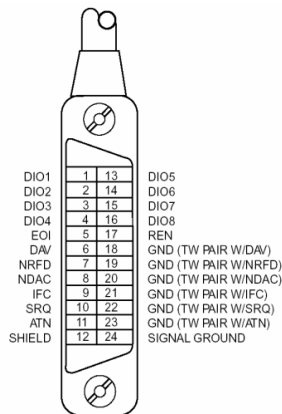 DIO1 1 13 DIO5
DIO2 2 14 DIO6
DIO3 3 15 DIO7
DIO4 4 16 DIO8
EOI 5 17 REN
DAV 6 18 GND (TW PAIR W/DAV)
NRFD 7 19 GND (TW PAIR W/NRFD)
NDAC 8 20 GND (TW PAIR W/NDAC)
IFC 9 21 GND (TW PAIR W/IFC)
SRQ 10 22 GND (TW PAIR W/SRQ)
ATN 11 23 GND (TW PAIR W/ATN)
SHIELD 12 24 SIGNAL GROUND